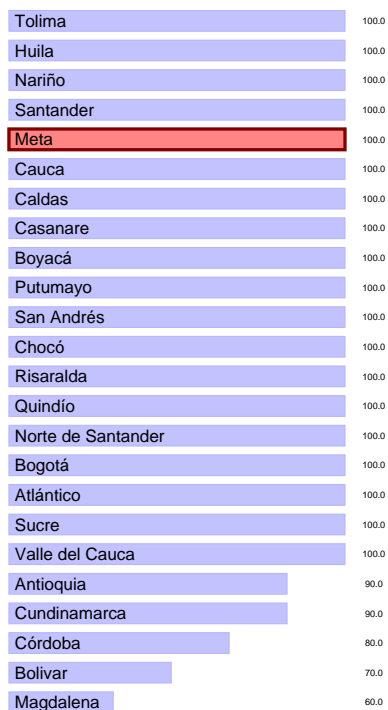 Tolima 100.0
Huila 100.0
Nariño 100.0
Santander 100.0
Meta 100.0
Cauca 100.0
Caldas 100.0
Casanare 100.0
Boyacá 100.0
Putumayo 100.0
San Andrés 100.0
Chocó 100.0
Risaralda 100.0
Quindío 100.0
Norte de Santander 100.0
Bogotá 100.0
Atlántico 100.0
Sucre 100.0
Valle del Cauca 100.0
Antioquia 90.0
Cundinamarca 90.0
Córdoba 80.0
Bolivar 70.0
Magdalena 60.0